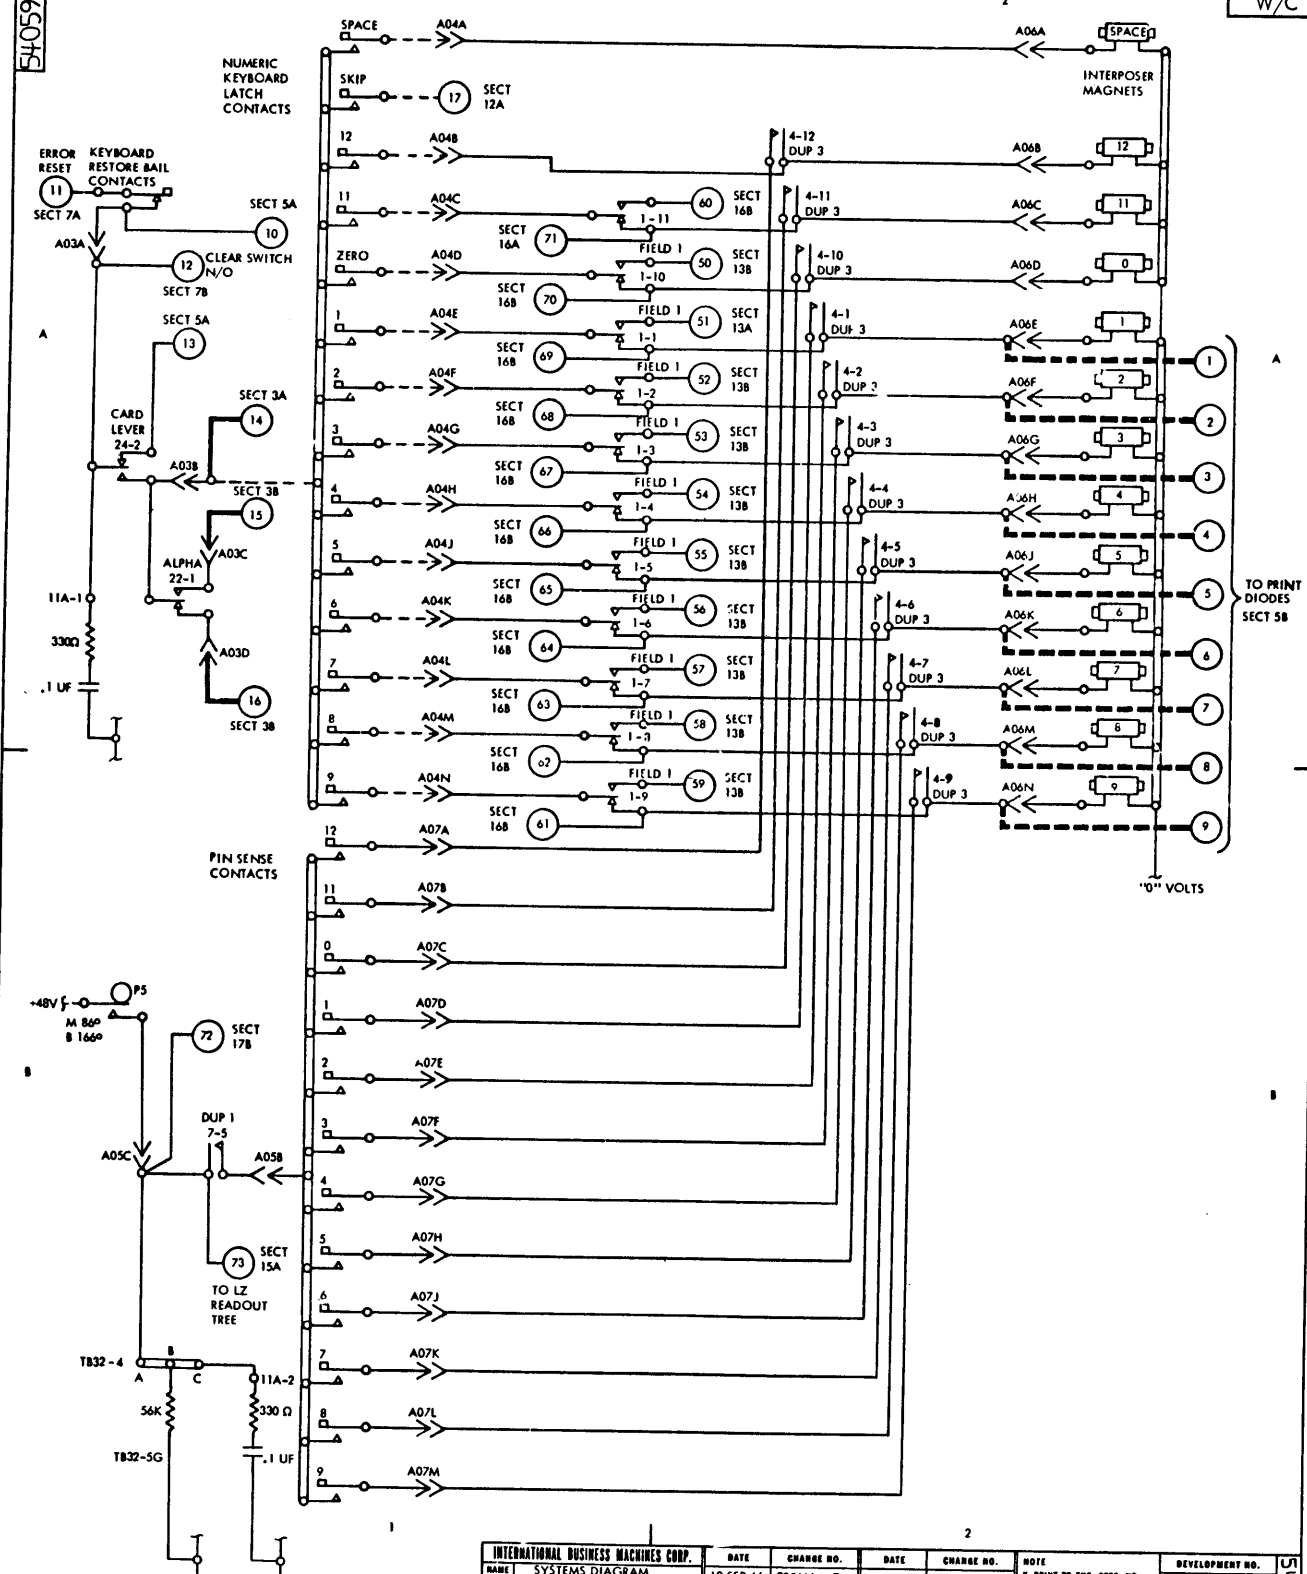 54059
W/C
2
SPACE A04A A06A SPACE
NUMERIC
KEYBOARD
LATCH
CONTACTS
INTERPOSER
MAGNETS
SKIP 17 SECT
12A
12 A04B 4-12
DUP 3 A06B 12
ERROR
RESET
11
SECT 7A
KEYBOARD
RESTORE BAIL
CONTACTS
SECT 5A
10
A03A
12 CLEAR SWITCH
N/O
SECT 7B
11 A04C 1-11 60 SECT
16B 4-11
DUP 3 A06C 11
SECT
16A 71
ZERO A04D FIELD 1 1-10 50 SECT
13B 4-10
DUP 3 A06D 0
SECT
16B 70
1 A04E FIELD 1 1-1 51 SECT
13A 4-1
DUP 3 A06E 1 1
SECT
16B 69
2 A04F FIELD 1 1-2 52 SECT
13B 4-2
DUP 3 A06F 2 2
SECT
16B 68
3 A04G FIELD 1 1-3 53 SECT
13B 4-3
DUP 3 A06G 3 3
SECT
16B 67
4 A04H FIELD 1 1-4 54 SECT
13B 4-4
DUP 3 A06H 4 4
SECT
16B 66
5 A04J FIELD 1 1-5 55 SECT
13B 4-5
DUP 3 A06J 5 5
SECT
16B 65
6 A04K FIELD 1 1-6 56 SECT
13B 4-6
DUP 3 A06K 6 6
SECT
16B 64
7 A04L FIELD 1 1-7 57 SECT
13B 4-7
DUP 3 A06L 7 7
SECT
16B 63
8 A04M FIELD 1 58 SECT
13B 4-8
DUP 3 A06M 8 8
SECT
16B 62
9 A04N FIELD 1 1-9 59 SECT
13B 4-9
DUP 3 A06N 9 9
SECT
16B 61
TO PRINT
DIODES
SECT 5B
"0" VOLTS
A
A
SECT 5A
13
CARD
LEVER
24-2
SECT 3A
14
A03B
SECT 3B
15
A03C
ALPHA
22-1
A03D
16
SECT 3B
11A-1
330Ω
.1 UF
PIN SENSE
CONTACTS
12 A07A
11 A07B
0 A07C
1 A07D
2 A07E
3 A07F
4 A07G
5 A07H
6 A07J
7 A07K
8 A07L
9 A07M
+48V P5
M 86°
B 166°
72 SECT
17B
B
B
DUP 1
7-5
A05C A05B
73 SECT
15A
TO LZ
READOUT
TREE
TB32-4 A B C
11A-2
56K 330 Ω
TB32-5G .1 UF
1
2
INTERNATIONAL BUSINESS MACHINES CORP. DATE CHANGE NO. DATE CHANGE NO. NOTE DEVELOPMENT NO.
NAME SYSTEMS DIAGRAM